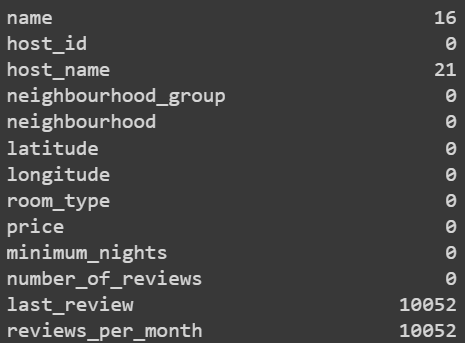 name 16
host_id 0
host_name 21
neighbourhood_group 0
neighbourhood 0
latitude 0
longitude 0
room_type 0
price 0
minimum_nights 0
number_of_reviews 0
last_review 10052
reviews_per_month 10052